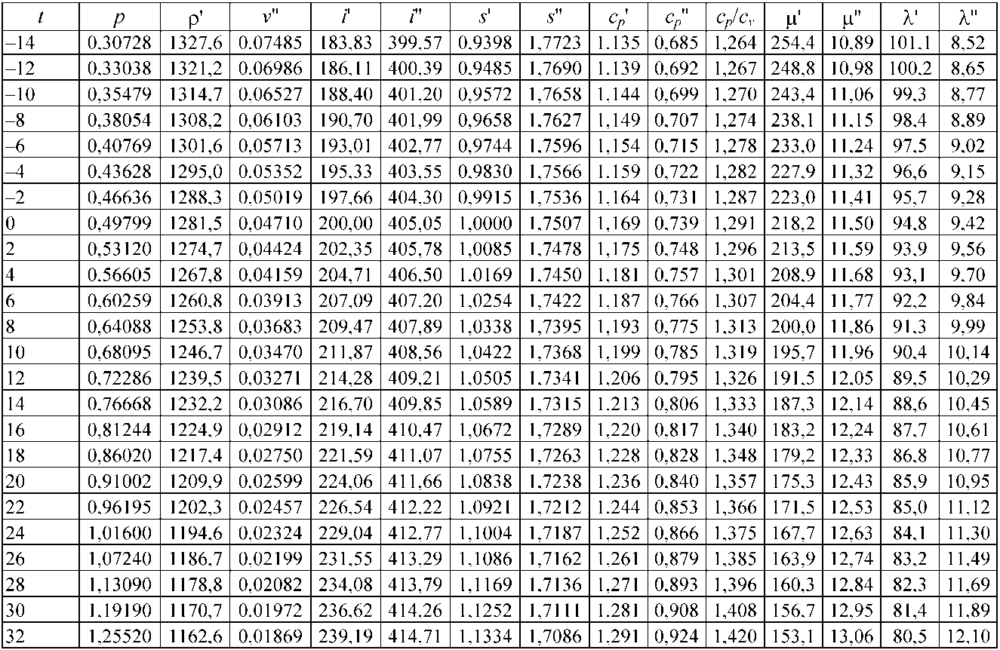 t p ρ' v" i' i" s' s" cp' cp" cp/cv μ' μ" λ' λ"
–14 0,30728 1327,6 0,07485 183,83 399,57 0,9398 1,7723 1,135 0,685 1,264 254,4 10,89 101,1 8,52
–12 0,33038 1321,2 0,06986 186,11 400,39 0,9485 1,7690 1,139 0,692 1,267 248,8 10,98 100,2 8,65
–10 0,35479 1314,7 0,06527 188,40 401,20 0,9572 1,7658 1,144 0,699 1,270 243,4 11,06 99,3 8,77
–8 0,38054 1308,2 0,06103 190,70 401,99 0,9658 1,7627 1,149 0,707 1,274 238,1 11,15 98,4 8,89
–6 0,40769 1301,6 0,05713 193,01 402,77 0,9744 1,7596 1,154 0,715 1,278 233,0 11,24 97,5 9,02
–4 0,43628 1295,0 0,05352 195,33 403,55 0,9830 1,7566 1,159 0,722 1,282 227,9 11,32 96,6 9,15
–2 0,46636 1288,3 0,05019 197,66 404,30 0,9915 1,7536 1,164 0,731 1,287 223,0 11,41 95,7 9,28
0 0,49799 1281,5 0,04710 200,00 405,05 1,0000 1,7507 1,169 0,739 1,291 218,2 11,50 94,8 9,42
2 0,53120 1274,7 0,04424 202,35 405,78 1,0085 1,7478 1,175 0,748 1,296 213,5 11,59 93,9 9,56
4 0,56605 1267,8 0,04159 204,71 406,50 1,0169 1,7450 1,181 0,757 1,301 208,9 11,68 93,1 9,70
6 0,60259 1260,8 0,03913 207,09 407,20 1,0254 1,7422 1,187 0,766 1,307 204,4 11,77 92,2 9,84
8 0,64088 1253,8 0,03683 209,47 407,89 1,0338 1,7395 1,193 0,775 1,313 200,0 11,86 91,3 9,99
10 0,68095 1246,7 0,03470 211,87 408,56 1,0422 1,7368 1,199 0,785 1,319 195,7 11,96 90,4 10,14
12 0,72286 1239,5 0,03271 214,28 409,21 1,0505 1,7341 1,206 0,795 1,326 191,5 12,05 89,5 10,29
14 0,76668 1232,2 0,03086 216,70 409,85 1,0589 1,7315 1,213 0,806 1,333 187,3 12,14 88,6 10,45
16 0,81244 1224,9 0,02912 219,14 410,47 1,0672 1,7289 1,220 0,817 1,340 183,2 12,24 87,7 10,61
18 0,86020 1217,4 0,02750 221,59 411,07 1,0755 1,7263 1,228 0,828 1,348 179,2 12,33 86,8 10,77
20 0,91002 1209,9 0,02599 224,06 411,66 1,0838 1,7238 1,236 0,840 1,357 175,3 12,43 85,9 10,95
22 0,96195 1202,3 0,02457 226,54 412,22 1,0921 1,7212 1,244 0,853 1,366 171,5 12,53 85,0 11,12
24 1,01600 1194,6 0,02324 229,04 412,77 1,1004 1,7187 1,252 0,866 1,375 167,7 12,63 84,1 11,30
26 1,07240 1186,7 0,02199 231,55 413,29 1,1086 1,7162 1,261 0,879 1,385 163,9 12,74 83,2 11,49
28 1,13090 1178,8 0,02082 234,08 413,79 1,1169 1,7136 1,271 0,893 1,396 160,3 12,84 82,3 11,69
30 1,19190 1170,7 0,01972 236,62 414,26 1,1252 1,7111 1,281 0,908 1,408 156,7 12,95 81,4 11,89
32 1,25520 1162,6 0,01869 239,19 414,71 1,1334 1,7086 1,291 0,924 1,420 153,1 13,06 80,5 12,10